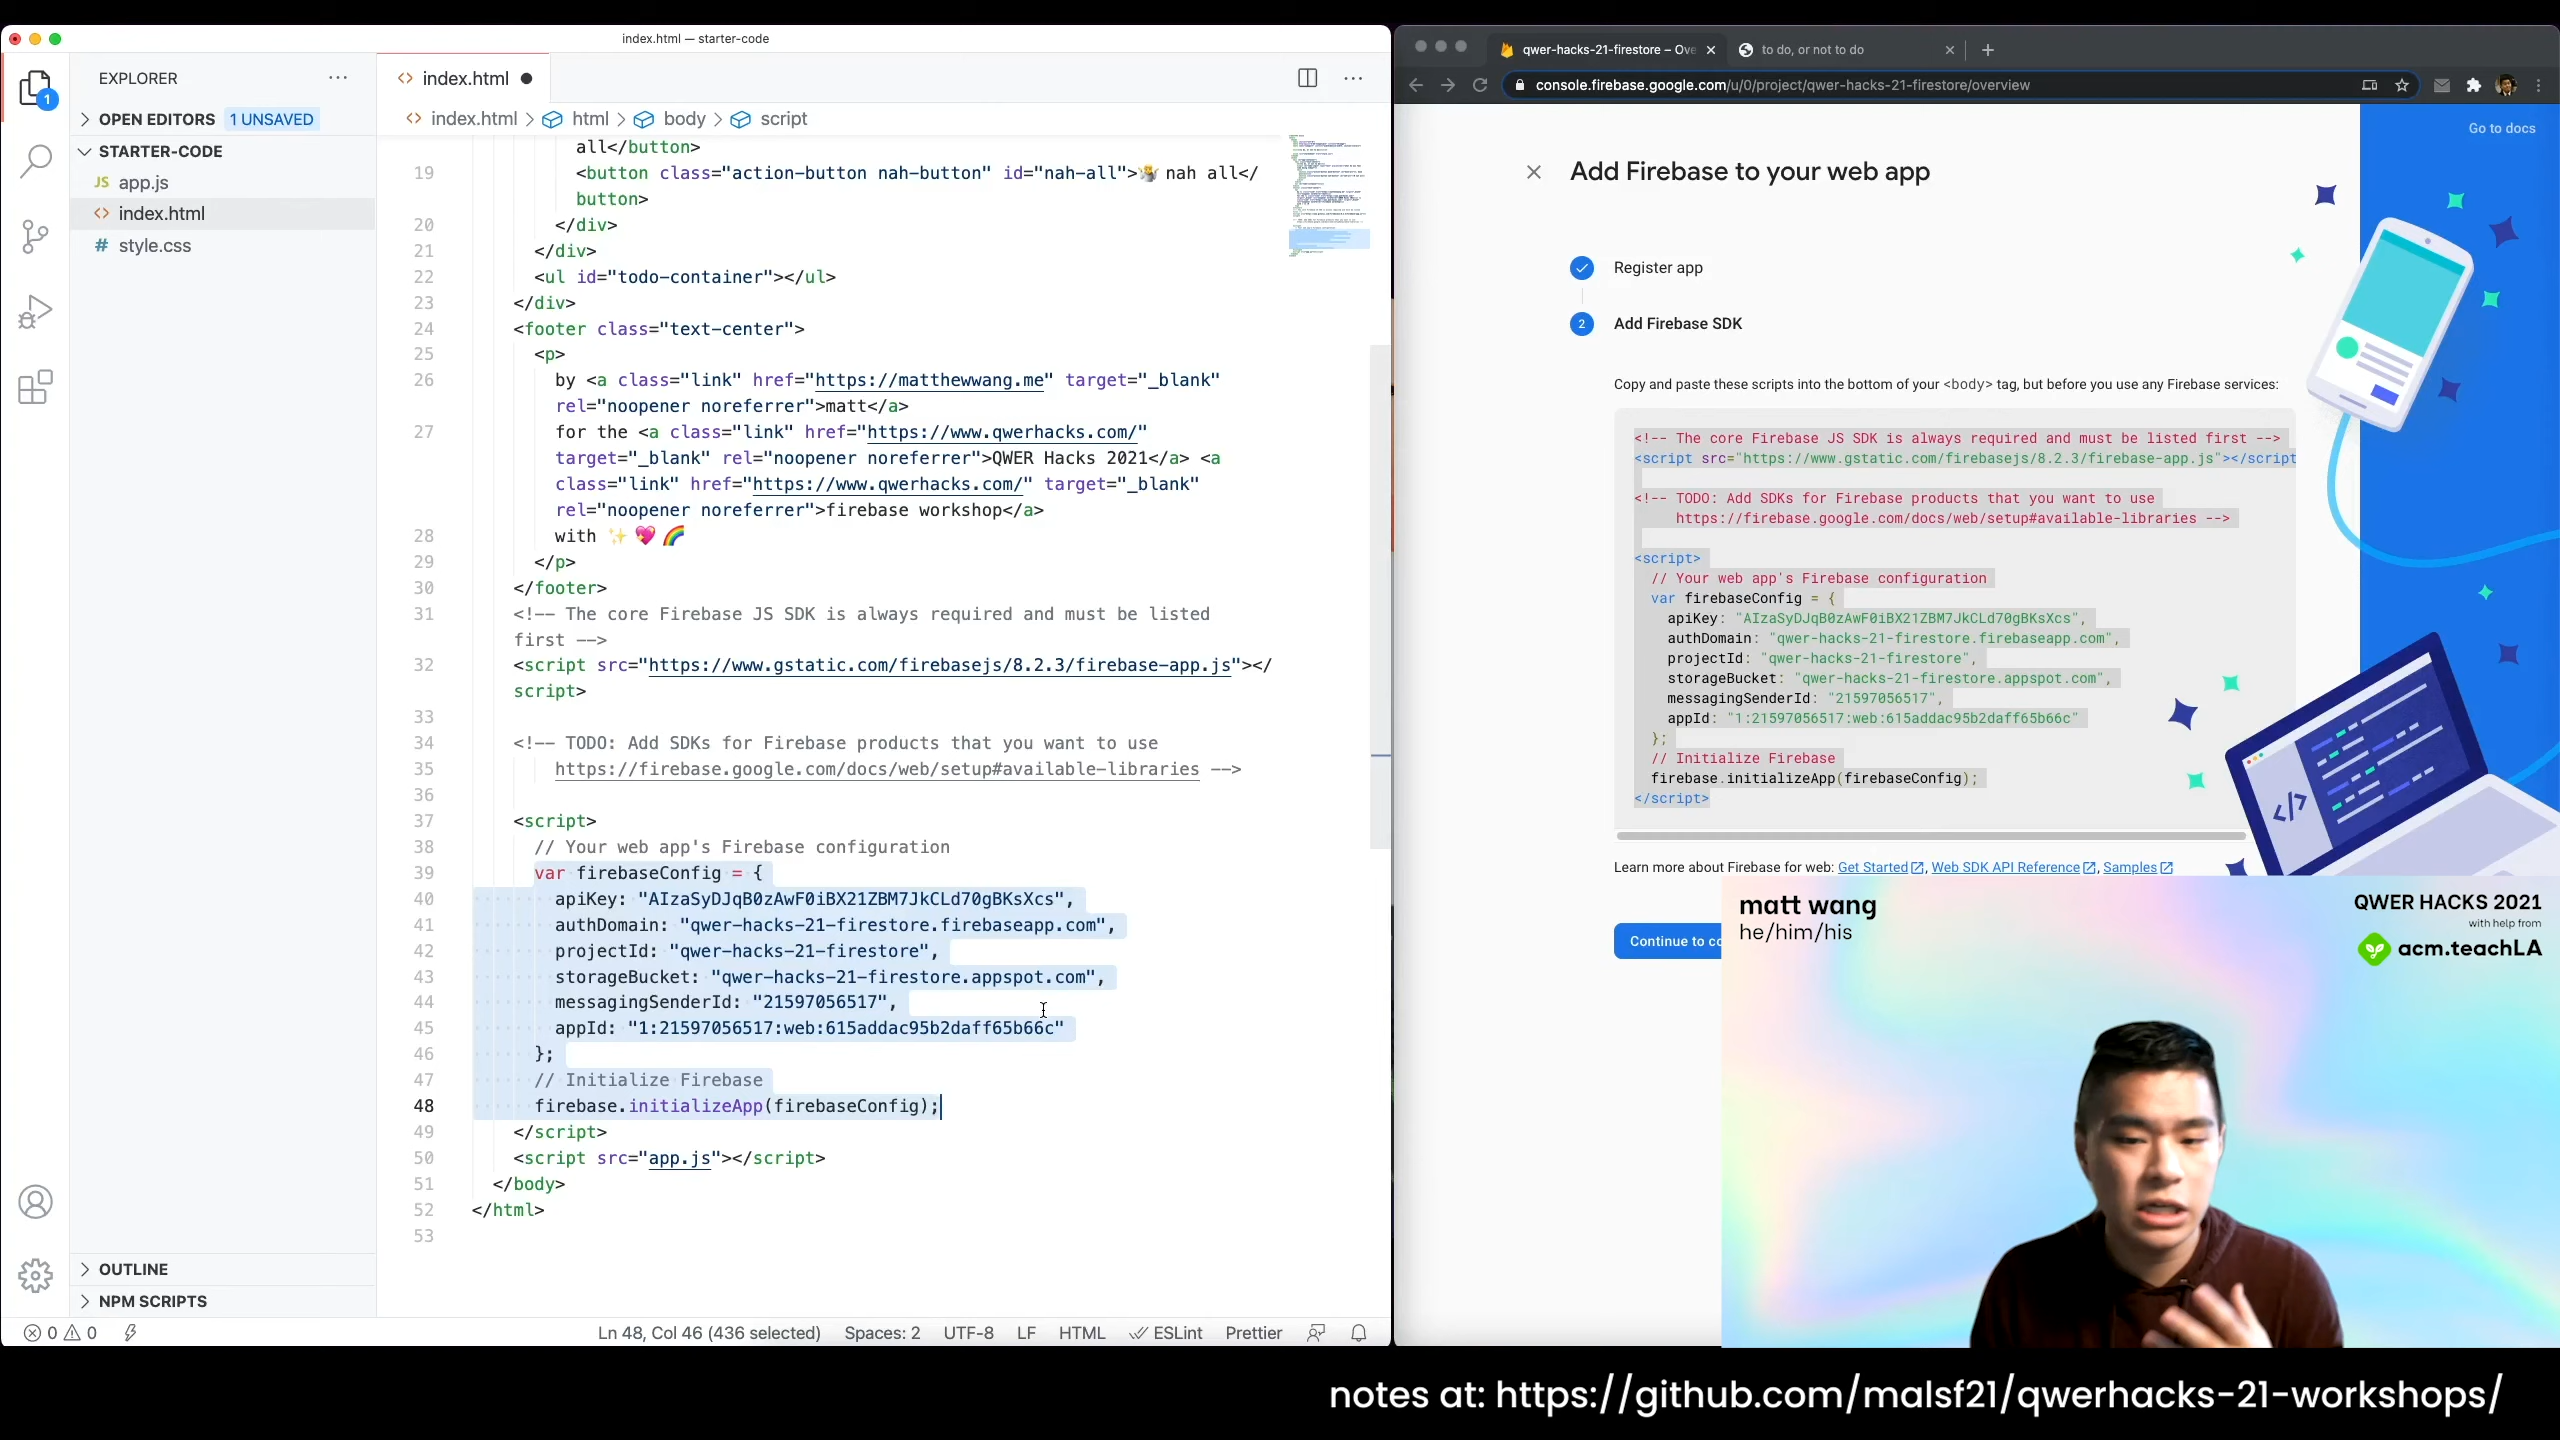 index.html — starter-code
EXPLORER
OPEN EDITORS 1 UNSAVED
STARTER-CODE
JS app.js
<> index.html
# style.css
OUTLINE
NPM SCRIPTS
1
<> index.html ●
<> index.html > html > body > script
all</button>
19 <button class="action-button nah-button" id="nah-all">🤷 nah all</
button>
20 </div>
21 </div>
22 <ul id="todo-container"></ul>
23 </div>
24 <footer class="text-center">
25 <p>
26 by <a class="link" href="https://matthewwang.me" target="_blank"
rel="noopener noreferrer">matt</a>
27 for the <a class="link" href="https://www.qwerhacks.com/"
target="_blank" rel="noopener noreferrer">QWER Hacks 2021</a> <a
class="link" href="https://www.qwerhacks.com/" target="_blank"
rel="noopener noreferrer">firebase workshop</a>
28 with ✨ 💖 🌈
29 </p>
30 </footer>
31 <!-- The core Firebase JS SDK is always required and must be listed
first -->
32 <script src="https://www.gstatic.com/firebasejs/8.2.3/firebase-app.js"></
script>
33
34 <!-- TODO: Add SDKs for Firebase products that you want to use
35 https://firebase.google.com/docs/web/setup#available-libraries -->
36
37 <script>
38 // Your web app's Firebase configuration
39 var firebaseConfig = {
40 apiKey: "AIzaSyDJqB0zAwF0iBX21ZBM7JkCLd70gBKsXcs",
41 authDomain: "qwer-hacks-21-firestore.firebaseapp.com",
42 projectId: "qwer-hacks-21-firestore",
43 storageBucket: "qwer-hacks-21-firestore.appspot.com",
44 messagingSenderId: "21597056517",
45 appId: "1:21597056517:web:615addac95b2daff65b66c"
46 };
47 // Initialize Firebase
48 firebase.initializeApp(firebaseConfig);
49 </script>
50 <script src="app.js"></script>
51 </body>
52 </html>
53
0 0
Ln 48, Col 46 (436 selected) Spaces: 2 UTF-8 LF HTML ESLint Prettier
qwer-hacks-21-firestore – Ove
to do, or not to do
console.firebase.google.com/u/0/project/qwer-hacks-21-firestore/overview
Go to docs
Add Firebase to your web app
Register app
2 Add Firebase SDK
Copy and paste these scripts into the bottom of your <body> tag, but before you use any Firebase services:
<!-- The core Firebase JS SDK is always required and must be listed first -->
<script src="https://www.gstatic.com/firebasejs/8.2.3/firebase-app.js"></script
<!-- TODO: Add SDKs for Firebase products that you want to use
https://firebase.google.com/docs/web/setup#available-libraries -->
<script>
// Your web app's Firebase configuration
var firebaseConfig = {
apiKey: "AIzaSyDJqB0zAwF0iBX21ZBM7JkCLd70gBKsXcs",
authDomain: "qwer-hacks-21-firestore.firebaseapp.com",
projectId: "qwer-hacks-21-firestore",
storageBucket: "qwer-hacks-21-firestore.appspot.com",
messagingSenderId: "21597056517",
appId: "1:21597056517:web:615addac95b2daff65b66c"
};
// Initialize Firebase
firebase.initializeApp(firebaseConfig);
</script>
Learn more about Firebase for web: Get Started, Web SDK API Reference, Samples
Continue to co
</>
matt wang
he/him/his
QWER HACKS 2021
with help from
acm.teachLA
notes at: https://github.com/malsf21/qwerhacks-21-workshops/